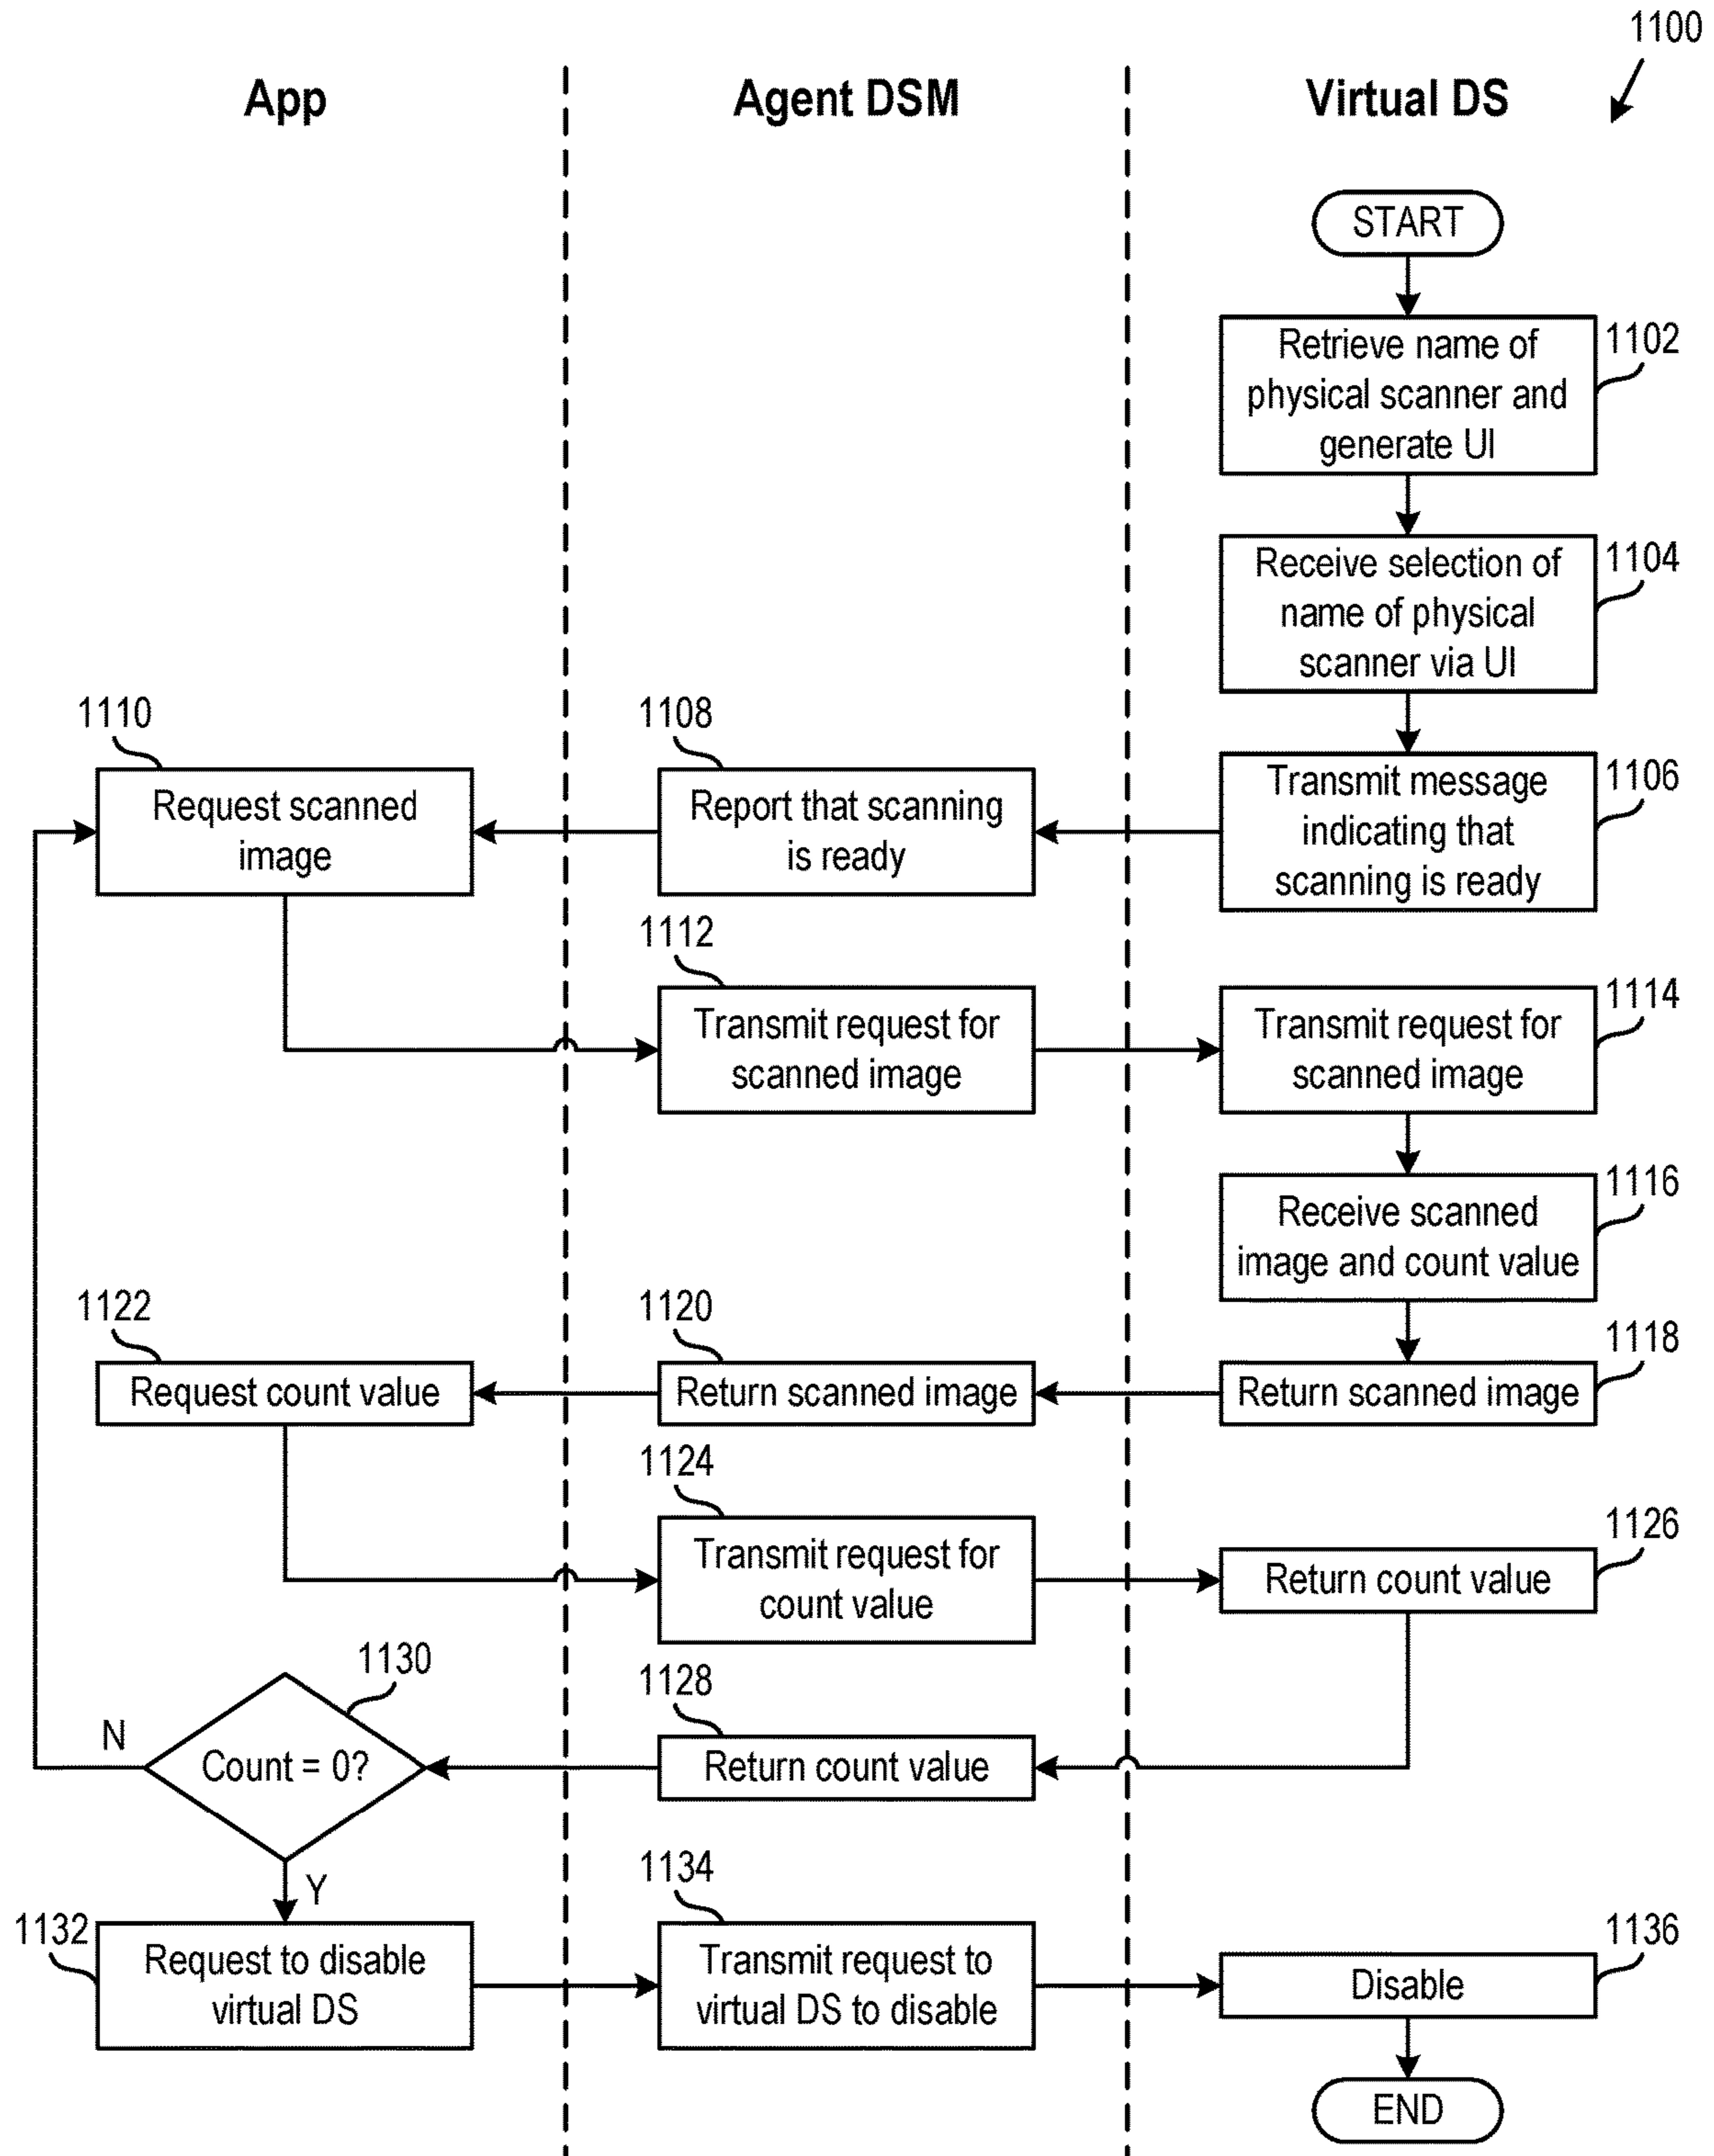 1100
App
Agent DSM
Virtual DS
START
1102
Retrieve name of
physical scanner and
generate UI
1104
Receive selection of
name of physical
scanner via UI
1110
Request scanned
image
1108
Report that scanning
is ready
1106
Transmit message
indicating that
scanning is ready
1112
Transmit request for
scanned image
1114
Transmit request for
scanned image
1116
Receive scanned
image and count value
1122
Request count value
1120
Return scanned image
1118
Return scanned image
1124
Transmit request for
count value
1126
Return count value
1130
N
Count = 0?
Y
1128
Return count value
1132
Request to disable
virtual DS
1134
Transmit request to
virtual DS to disable
1136
Disable
END